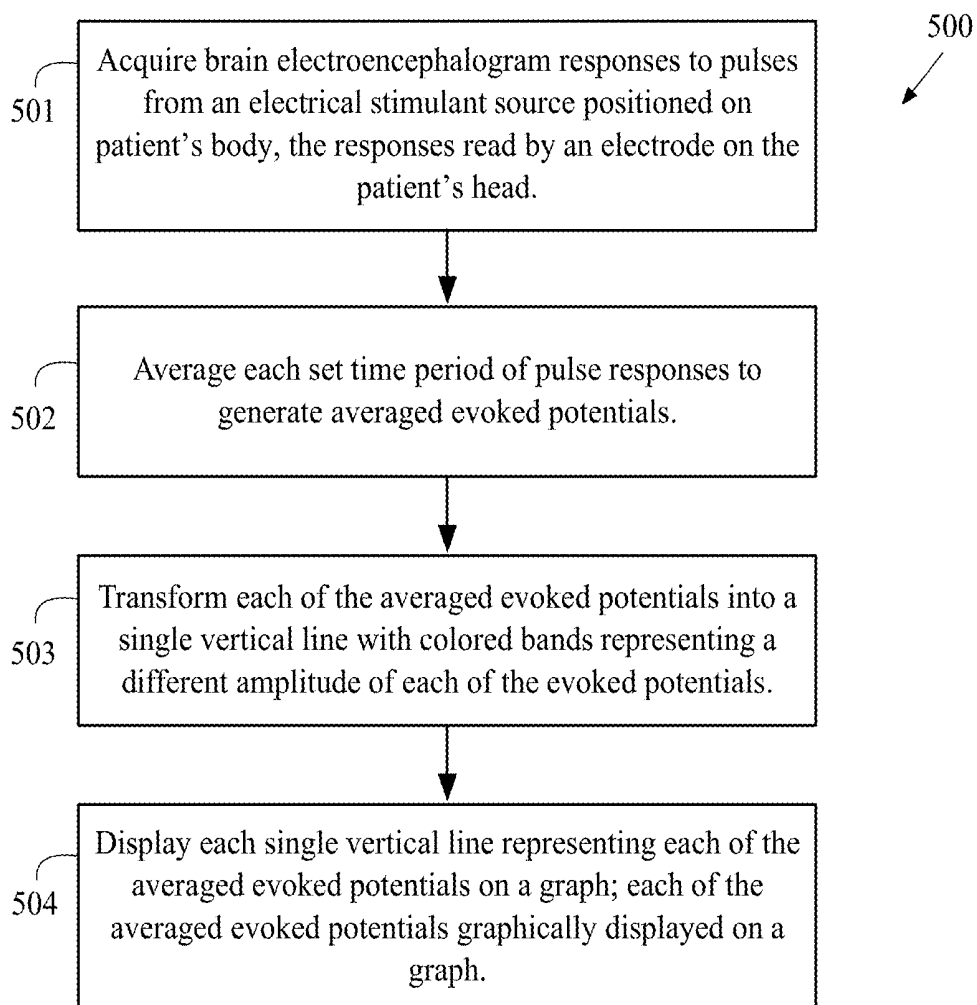 500
501
Acquire brain electroencephalogram responses to pulses
from an electrical stimulant source positioned on
patient's body, the responses read by an electrode on the
patient's head.
502
Average each set time period of pulse responses to
generate averaged evoked potentials.
503
Transform each of the averaged evoked potentials into a
single vertical line with colored bands representing a
different amplitude of each of the evoked potentials.
504
Display each single vertical line representing each of the
averaged evoked potentials on a graph; each of the
averaged evoked potentials graphically displayed on a
graph.